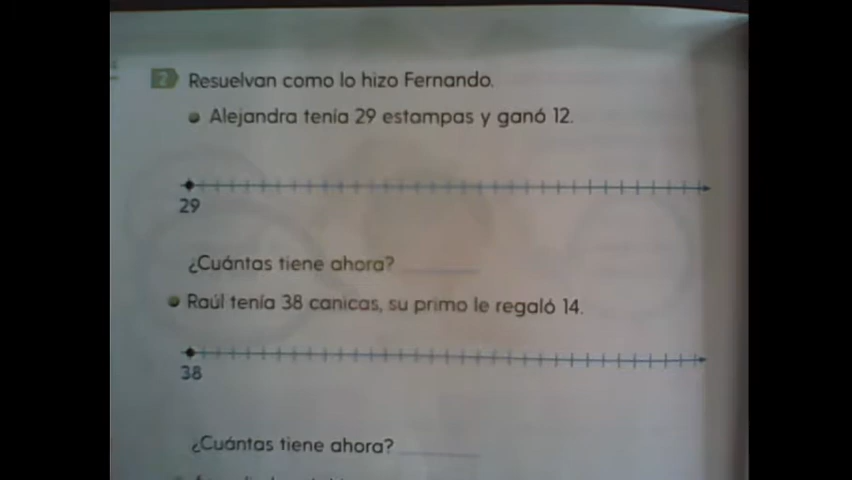 2 Resuelvan como lo hizo Fernando.
Alejandra tenía 29 estampas y ganó 12.
29
¿Cuántas tiene ahora?
Raúl tenía 38 canicas, su primo le regaló 14.
38
¿Cuántas tiene ahora?